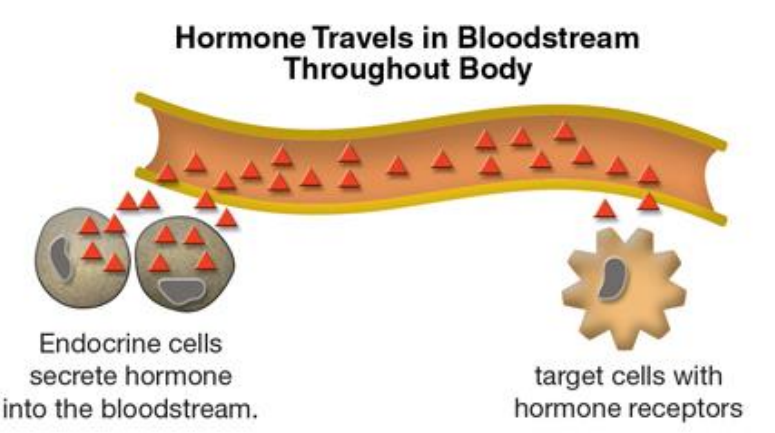 Hormone Travels in Bloodstream
Throughout Body
Endocrine cells
secrete hormone
into the bloodstream.
target cells with
hormone receptors